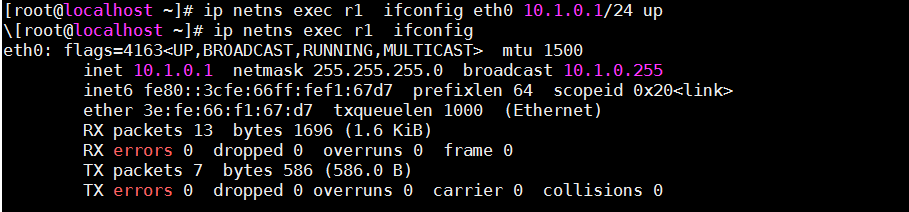 [root@localhost ~]# ip netns exec r1  ifconfig eth0 10.1.0.1/24 up
\[root@localhost ~]# ip netns exec r1  ifconfig
eth0: flags=4163<UP,BROADCAST,RUNNING,MULTICAST>  mtu 1500
        inet 10.1.0.1  netmask 255.255.255.0  broadcast 10.1.0.255
        inet6 fe80::3cfe:66ff:fef1:67d7  prefixlen 64  scopeid 0x20<link>
        ether 3e:fe:66:f1:67:d7  txqueuelen 1000  (Ethernet)
        RX packets 13  bytes 1696 (1.6 KiB)
        RX errors 0  dropped 0  overruns 0  frame 0
        TX packets 7  bytes 586 (586.0 B)
        TX errors 0  dropped 0 overruns 0  carrier 0  collisions 0